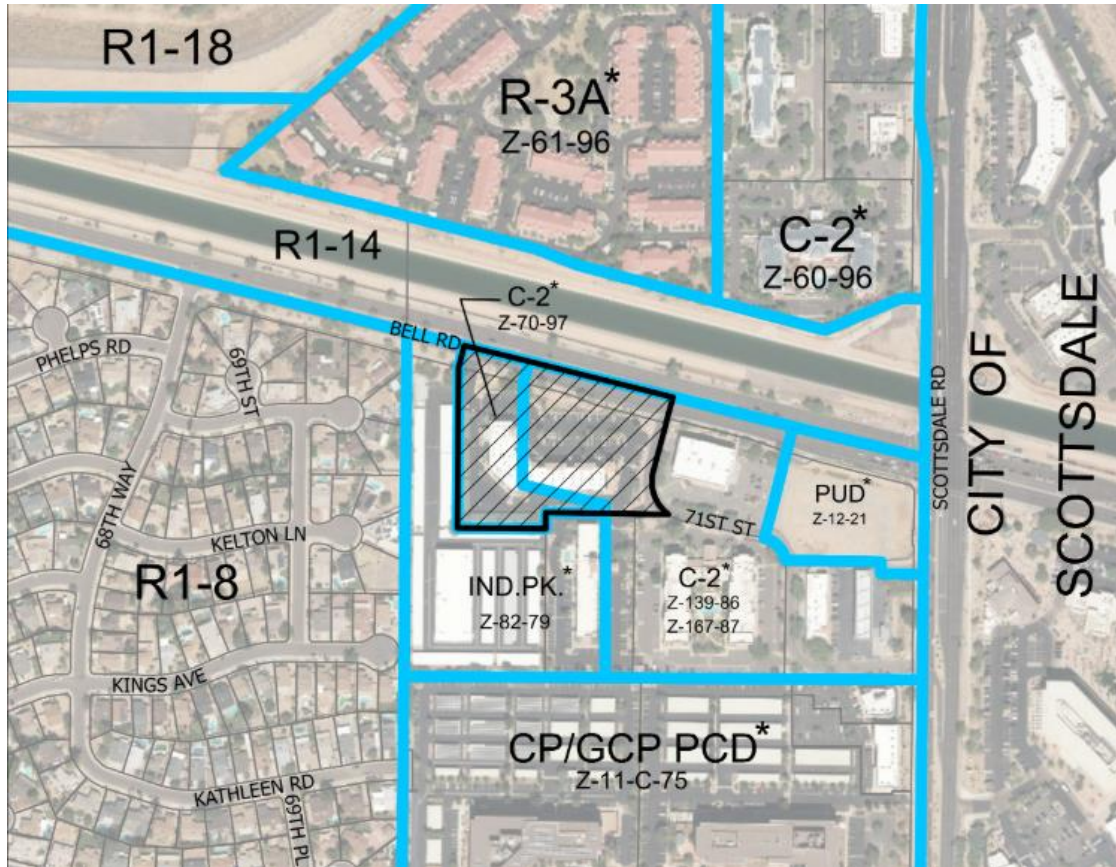 R1-18
R-3A*
Z-61-96
C-2*
Z-60-96
R1-14
C-2*
Z-70-97
BELL RD
PHELPS RD
69TH ST
68TH WAY
KELTON LN
R1-8
KINGS AVE
KATHLEEN RD
69TH PL
IND.PK.*
Z-82-79
71ST ST
C-2*
Z-139-86
Z-167-87
PUD*
Z-12-21
SCOTTSDALE RD
CITY OF
SCOTTSDALE
CP/GCP PCD*
Z-11-C-75